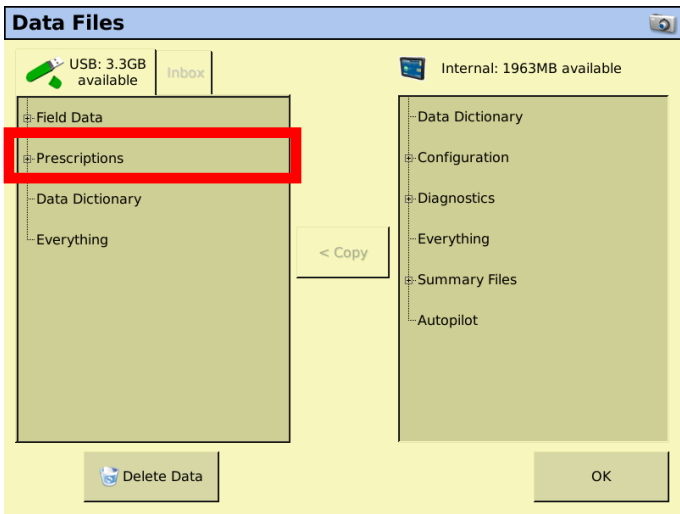 Data Files
USB: 3.3GB
available
Inbox
Internal: 1963MB available
Field Data
Prescriptions
Data Dictionary
Everything
< Copy
Data Dictionary
Configuration
Diagnostics
Everything
Summary Files
Autopilot
Delete Data
OK